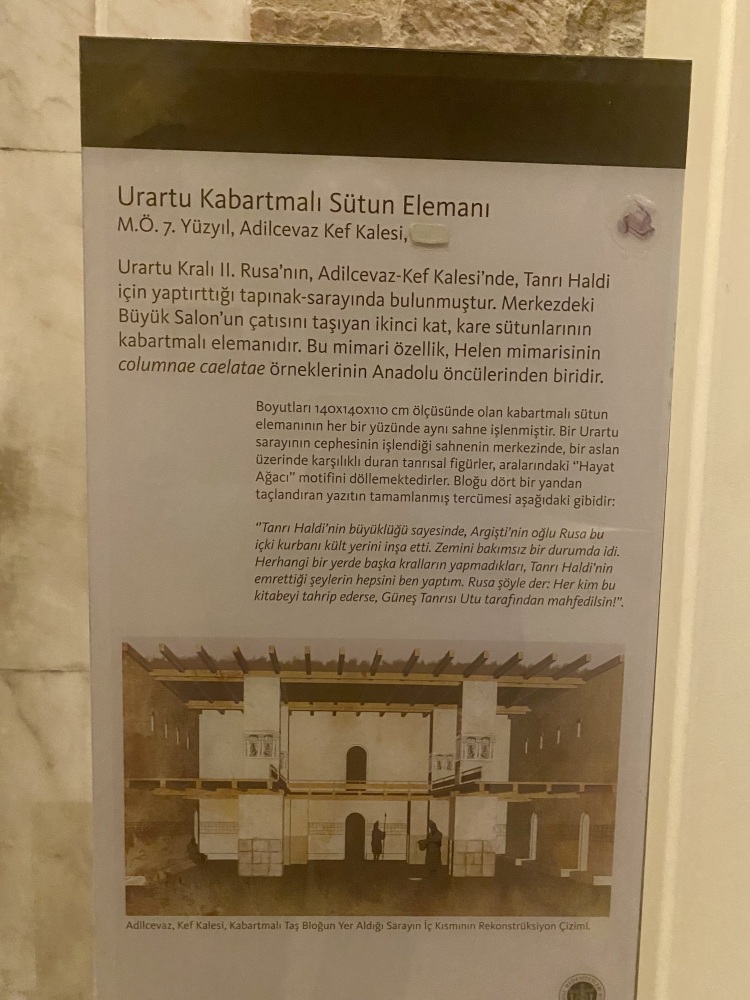 Urartu Kabartmalı Sütun Elemanı
M.Ö. 7. Yüzyıl, Adilcevaz Kef Kalesi,
Urartu Kralı II. Rusa’nın, Adilcevaz-Kef Kalesi’nde, Tanrı Haldi
için yaptırttığı tapınak-sarayında bulunmuştur. Merkezdeki
Büyük Salon’un çatısını taşıyan ikinci kat, kare sütunlarının
kabartmalı elemanıdır. Bu mimari özellik, Helen mimarisinin
columnae caelatae örneklerinin Anadolu öncülerinden biridir.
Boyutları 140x140x110 cm ölçüsünde olan kabartmalı sütun
elemanının her bir yüzünde aynı sahne işlenmiştir. Bir Urartu
sarayının cephesinin işlendiği sahnenin merkezinde, bir aslan
üzerinde karşılıklı duran tanrısal figürler, aralarındaki “Hayat
Ağacı” motifini döllemektedirler. Bloğu dört bir yandan
taçlandıran yazıtın tamamlanmış tercümesi aşağıdaki gibidir:
“Tanrı Haldi’nin büyüklüğü sayesinde, Argişti’nin oğlu Rusa bu
içki kurbanı kült yerini inşa etti. Zemini bakımsız bir durumda idi.
Herhangi bir yerde başka kralların yapmadıkları, Tanrı Haldi’nin
emrettiği şeylerin hepsini ben yaptım. Rusa şöyle der: Her kim bu
kitabeyi tahrip ederse, Güneş Tanrısı Utu tarafından mahfedilsin!”.
Adilcevaz, Kef Kalesi, Kabartmalı Taş Bloğun Yer Aldığı Sarayın İç Kısmının Rekonstrüksiyon Çizimi.